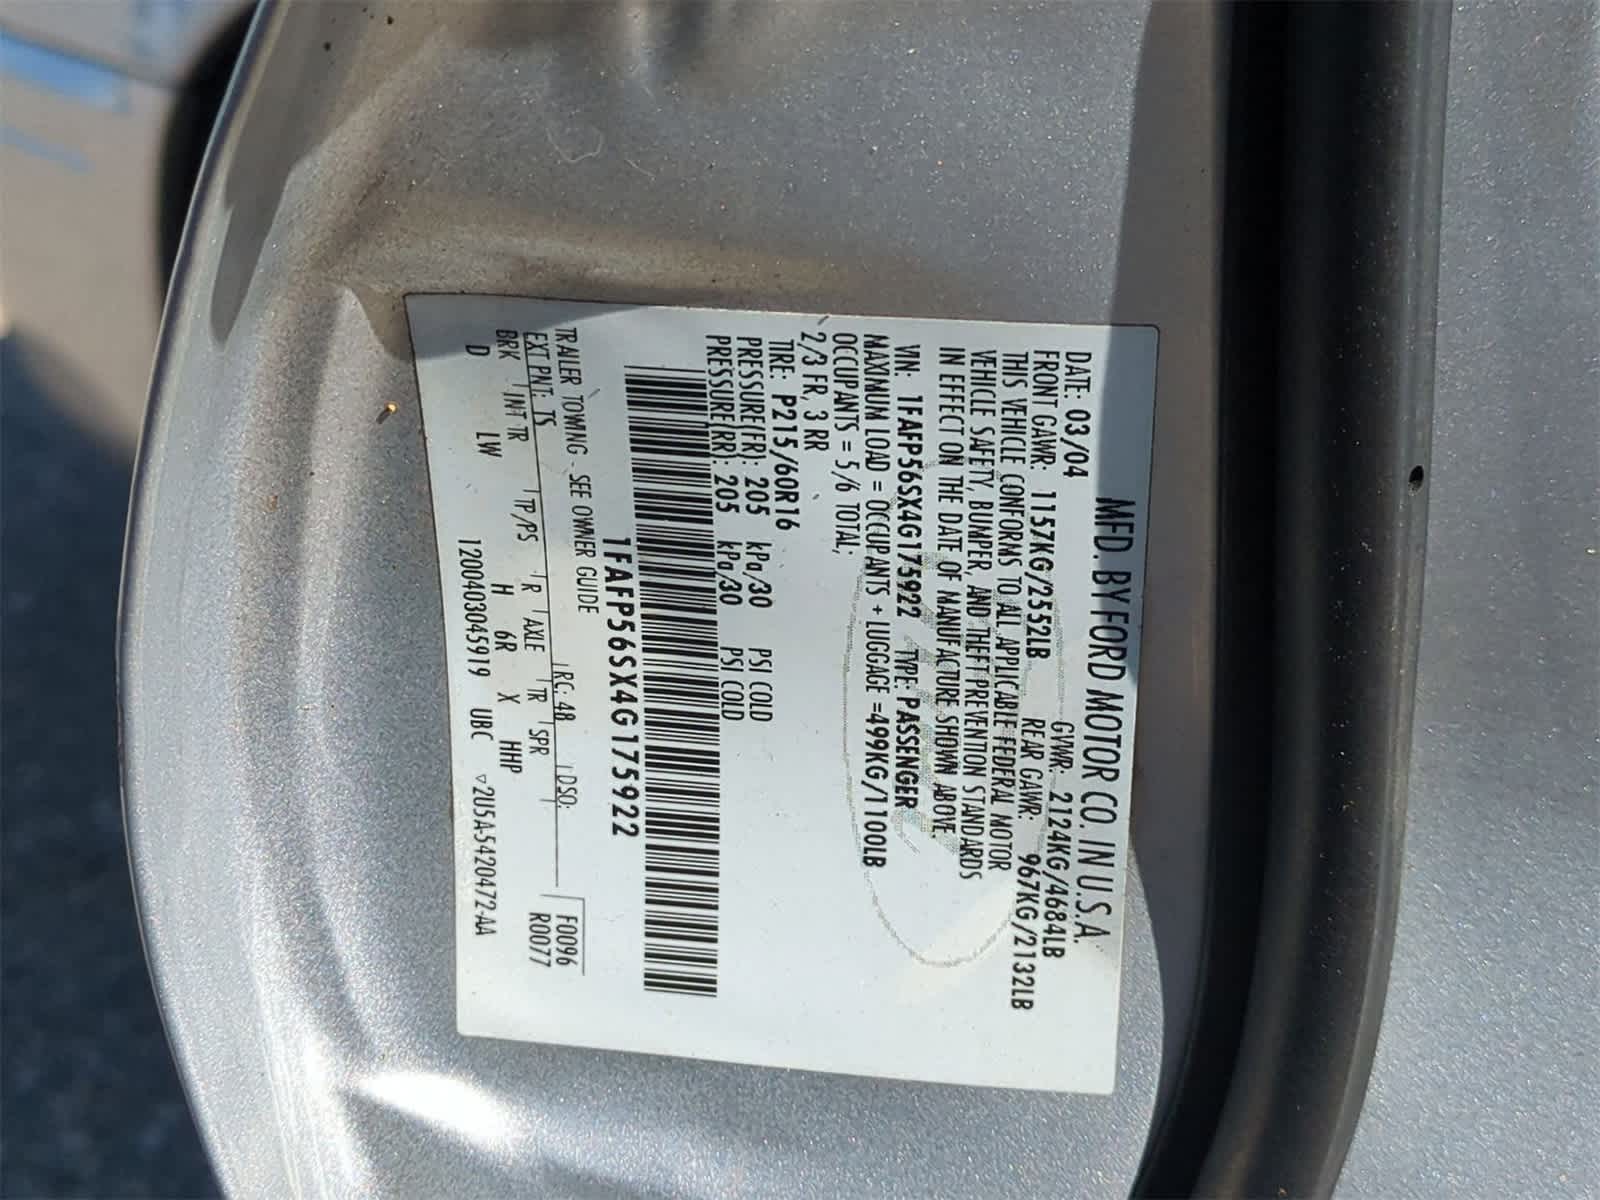 MFD. BY FORD MOTOR CO. IN U.S.A.
DATE: 03/04 GVWR: 2124KG/4684LB
FRONT GAWR: 1157KG/2552LB REAR GAWR: 967KG/2132LB
THIS VEHICLE CONFORMS TO ALL APPLICABLE FEDERAL MOTOR
VEHICLE SAFETY, BUMPER, AND THEFT PREVENTION STANDARDS
IN EFFECT ON THE DATE OF MANUFACTURE SHOWN ABOVE.
VIN: 1FAFP56SX4G175922 TYPE: PASSENGER
MAXIMUM LOAD = OCCUPANTS + LUGGAGE =499KG/1100LB
OCCUPANTS = 5/6 TOTAL;
2/3 FR, 3 RR
TIRE: P215/60R16
PRESSURE(FR): 205 kPa/30 PSI COLD
PRESSURE(RR): 205 kPa/30 PSI COLD
1FAFP56SX4G175922
TRAILER TOWING - SEE OWNER GUIDE
F0096
R0077
EXT PNT: TS RC: 48 DSO:
BRK INT TR TP/PS R AXLE TR SPR
D LW H 6R X HHP
1200403045919 UBC 2U5A-5420472-AA